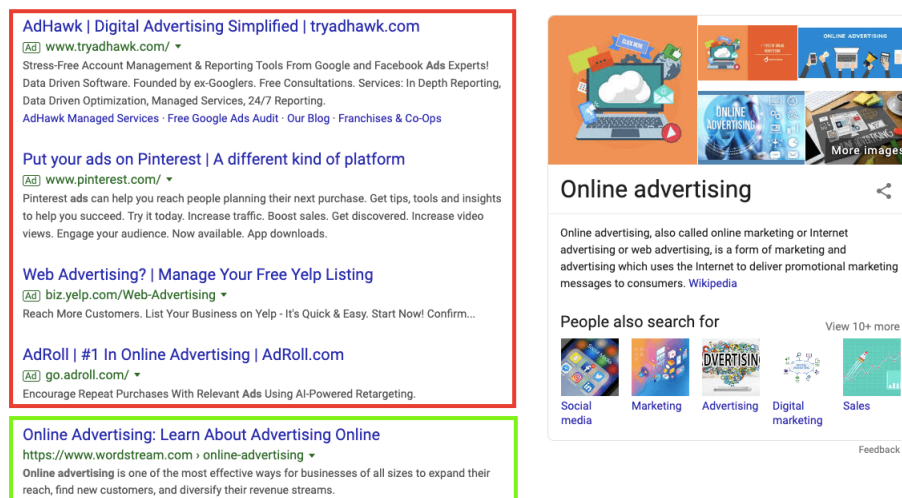 AdHawk | Digital Advertising Simplified | tryadhawk.com
Ad www.tryadhawk.com/
Stress-Free Account Management & Reporting Tools From Google and Facebook Ads Experts!
Data Driven Software. Founded by ex-Googlers. Free Consultations. Services: In Depth Reporting,
Data Driven Optimization, Managed Services, 24/7 Reporting.
AdHawk Managed Services · Free Google Ads Audit · Our Blog · Franchises & Co-Ops
Put your ads on Pinterest | A different kind of platform
Ad www.pinterest.com/
Pinterest ads can help you reach people planning their next purchase. Get tips, tools and insights
to help you succeed. Try it today. Increase traffic. Boost sales. Get discovered. Increase video
views. Engage your audience. Now available. App downloads.
Web Advertising? | Manage Your Free Yelp Listing
Ad biz.yelp.com/Web-Advertising
Reach More Customers. List Your Business on Yelp - It's Quick & Easy. Start Now! Confirm...
AdRoll | #1 In Online Advertising | AdRoll.com
Ad go.adroll.com/
Encourage Repeat Purchases With Relevant Ads Using AI-Powered Retargeting.
Online Advertising: Learn About Advertising Online
https://www.wordstream.com › online-advertising
Online advertising is one of the most effective ways for businesses of all sizes to expand their
reach, find new customers, and diversify their revenue streams.
CLICK HERE
ONLINE ADVERTISING
ONLINE
ADVERTISING
More images
Online advertising
Online advertising, also called online marketing or Internet
advertising or web advertising, is a form of marketing and
advertising which uses the Internet to deliver promotional marketing
messages to consumers. Wikipedia
People also search for
View 10+ more
DVERTISIN
Social
media
Marketing
Advertising
Digital
marketing
Sales
Feedback